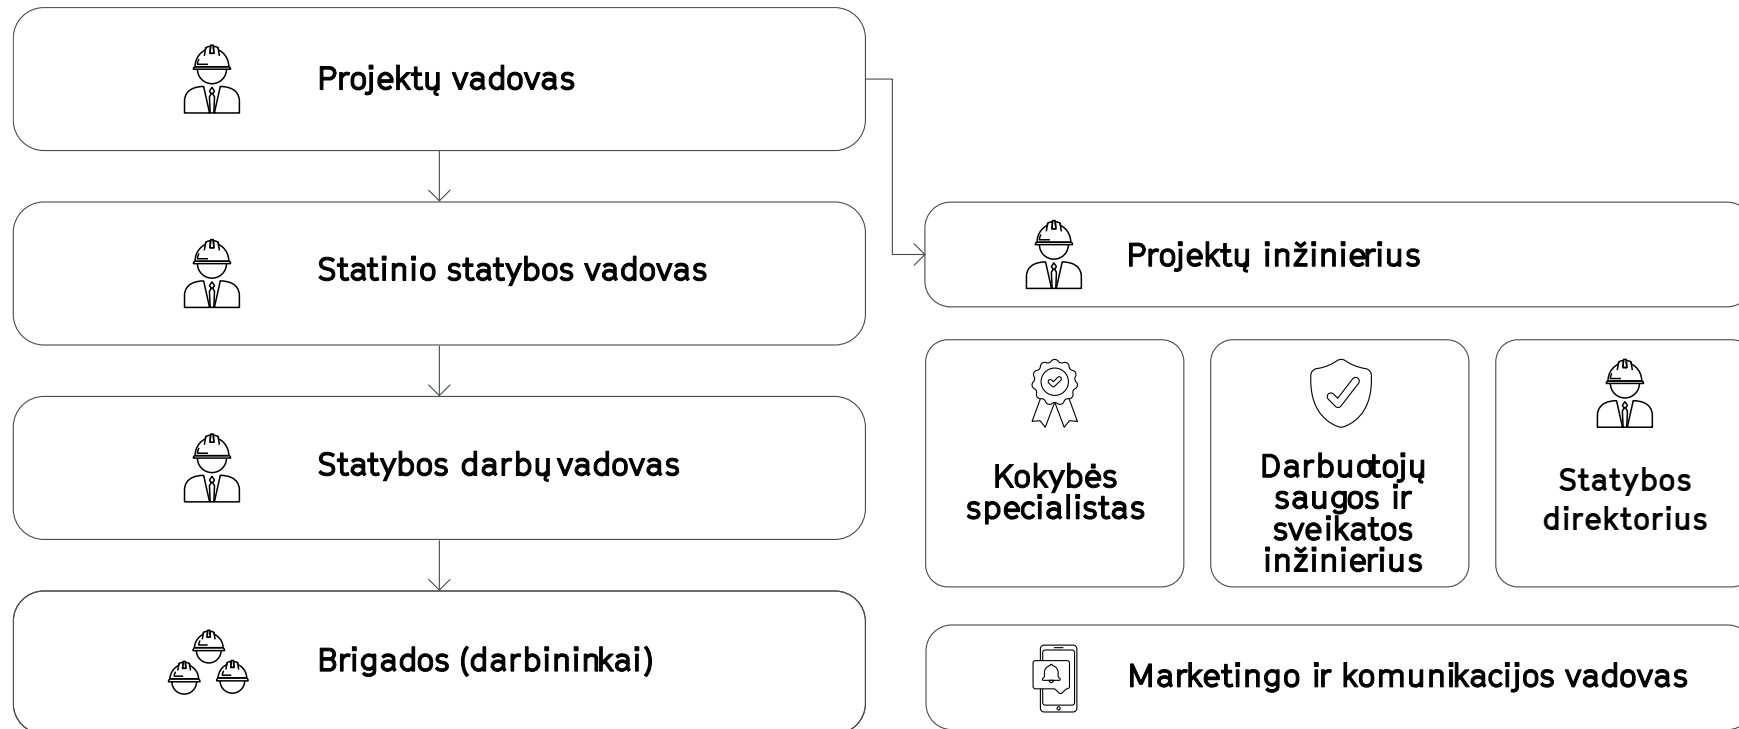 Projektų vadovas
Statinio statybos vadovas
Statybos darbų vadovas
Brigados (darbininkai)
Projektų inžinierius
Kokybės
specialistas
Darbuotojų
saugos ir
sveikatos
inžinierius
Statybos
direktorius
Marketingo ir komunikacijos vadovas